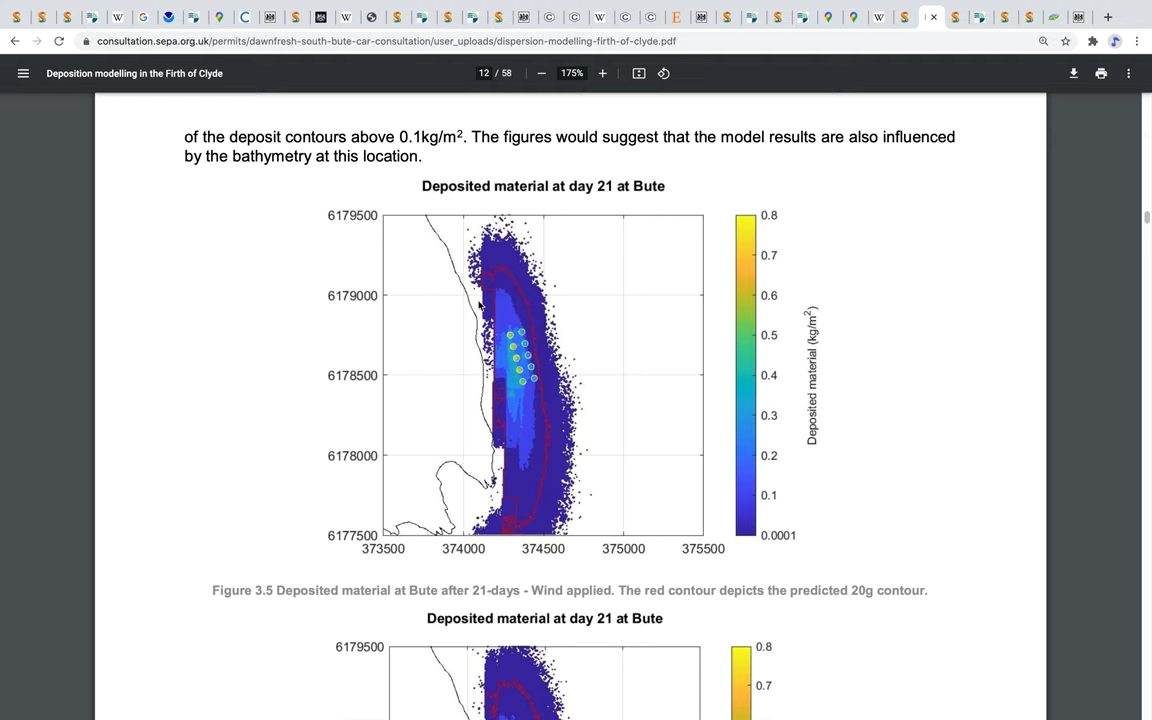 consultation.sepa.org.uk/permits/dawnfresh-south-bute-car-consultation/user_uploads/dispersion-modelling-firth-of-clyde.pdf
Deposition modelling in the Firth of Clyde
12 / 58
175%
of the deposit contours above 0.1kg/m². The figures would suggest that the model results are also influenced
by the bathymetry at this location.
Deposited material at day 21 at Bute
6179500
6179000
6178500
6178000
6177500
373500 374000 374500 375000 375500
0.8
0.7
0.6
0.5
0.4
0.3
0.2
0.1
0.0001
Deposited material (kg/m²)
Figure 3.5 Deposited material at Bute after 21-days - Wind applied. The red contour depicts the predicted 20g contour.
Deposited material at day 21 at Bute
6179500
0.8
0.7